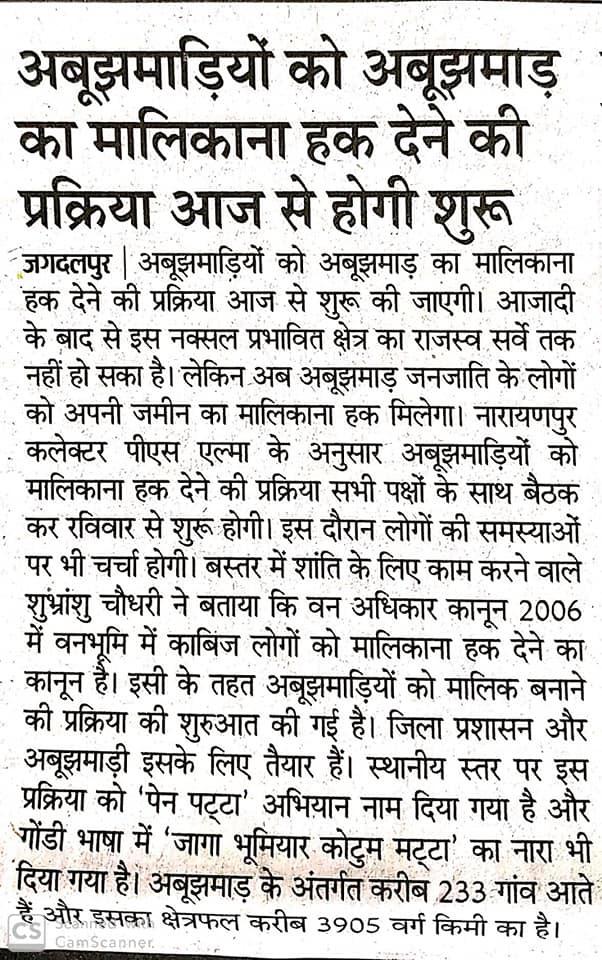 अबूझमाड़ियों को अबूझमाड़
का मालिकाना हक देने की
प्रक्रिया आज से होगी शुरू
जगदलपुर | अबूझमाड़ियों को अबूझमाड़ का मालिकाना
हक देने की प्रक्रिया आज से शुरू की जाएगी। आजादी
के बाद से इस नक्सल प्रभावित क्षेत्र का राजस्व सर्वे तक
नहीं हो सका है। लेकिन अब अबूझमाड़ जनजाति के लोगों
को अपनी जमीन का मालिकाना हक मिलेगा। नारायणपुर
कलेक्टर पीएस एल्मा के अनुसार अबूझमाड़ियों को
मालिकाना हक देने की प्रक्रिया सभी पक्षों के साथ बैठक
कर रविवार से शुरू होगी। इस दौरान लोगों की समस्याओं
पर भी चर्चा होगी। बस्तर में शांति के लिए काम करने वाले
शुभ्रांशु चौधरी ने बताया कि वन अधिकार कानून 2006
में वनभूमि में काबिज लोगों को मालिकाना हक देने का
कानून है। इसी के तहत अबूझमाड़ियों को मालिक बनाने
की प्रक्रिया की शुरुआत की गई है। जिला प्रशासन और
अबूझमाड़ी इसके लिए तैयार हैं। स्थानीय स्तर पर इस
प्रक्रिया को 'पेन पट्टा' अभियान नाम दिया गया है और
गोंडी भाषा में 'जागा भूमियार कोटुम मट्टा' का नारा भी
दिया गया है। अबूझमाड़ के अंतर्गत करीब 233 गांव आते
हैं और इसका क्षेत्रफल करीब 3905 वर्ग किमी का है।
CS Scanned with
CamScanner